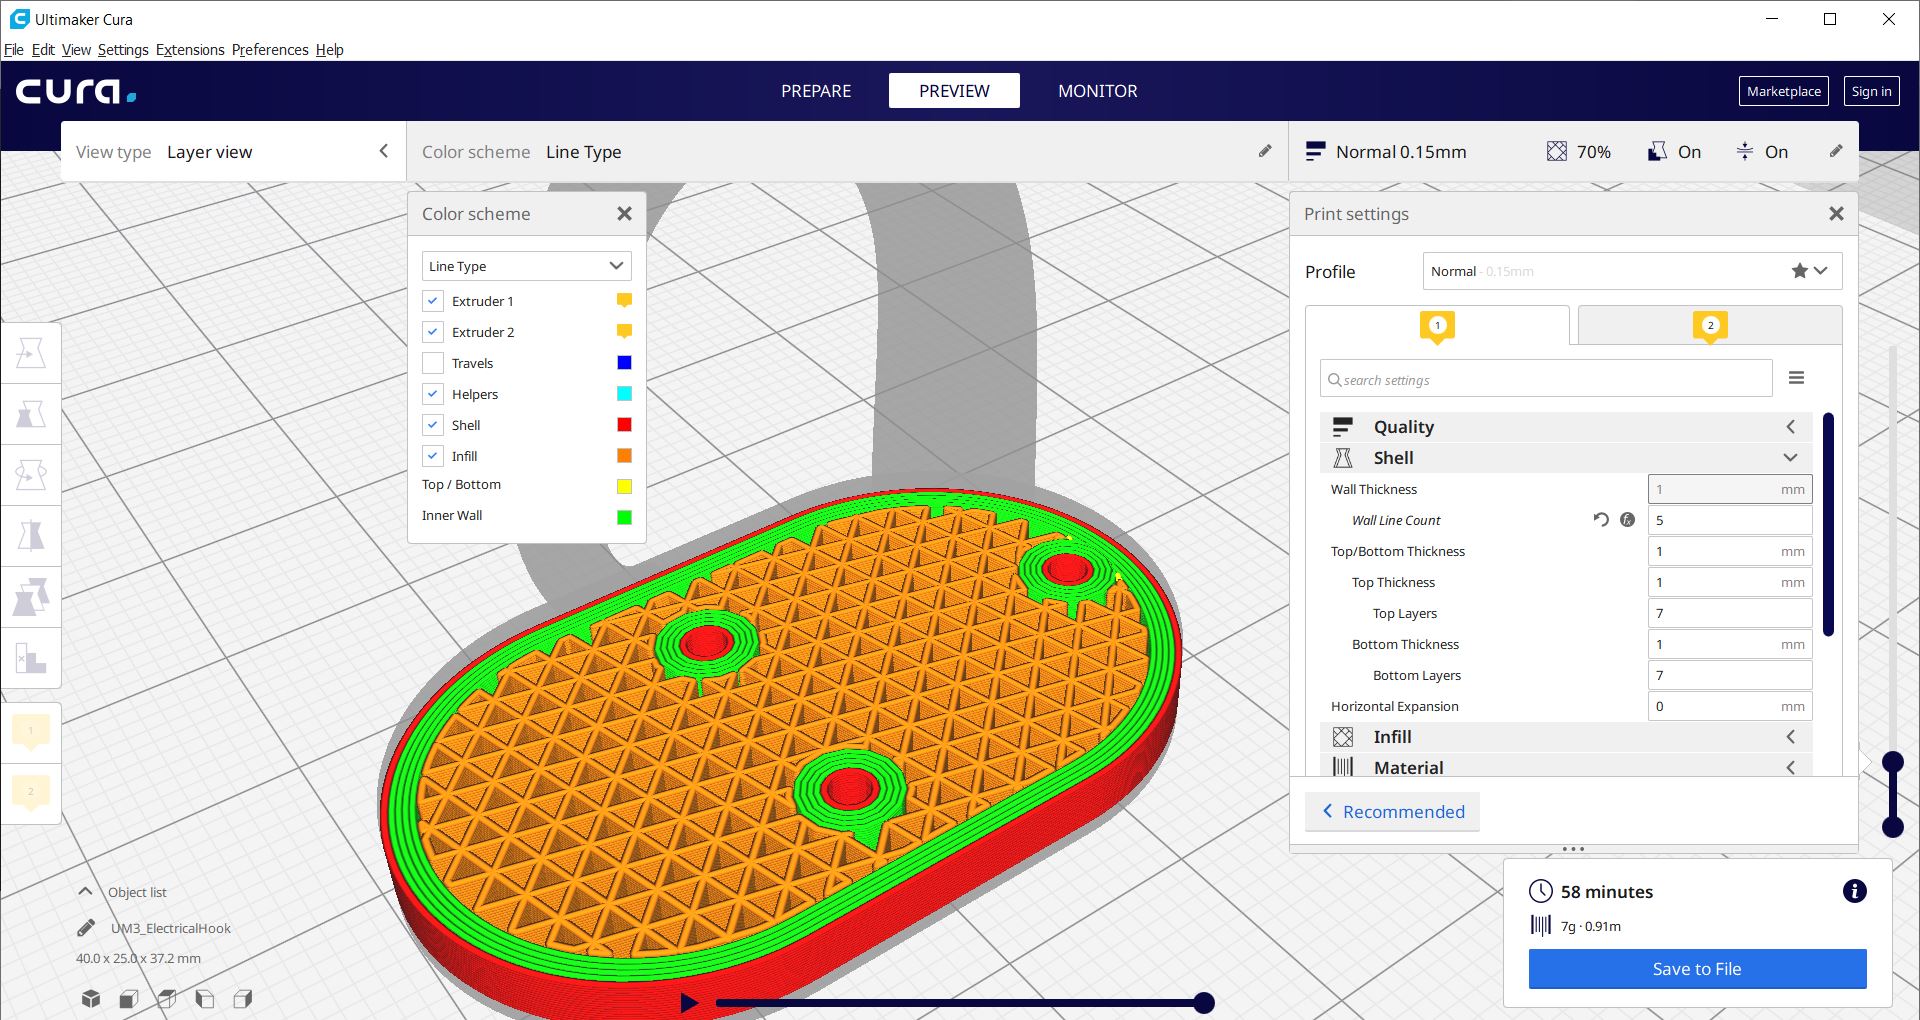 Ultimaker Cura
File Edit View Settings Extensions Preferences Help
cura.
PREPARE PREVIEW MONITOR
Marketplace Sign in
View type Layer view
Color scheme Line Type
Normal 0.15mm 70% On On
Color scheme
Line Type
Extruder 1
Extruder 2
Travels
Helpers
Shell
Infill
Top / Bottom
Inner Wall
Print settings
Profile Normal - 0.15mm
1 2
search settings
Quality
Shell
Wall Thickness 1 mm
Wall Line Count 5
Top/Bottom Thickness 1 mm
Top Thickness 1 mm
Top Layers 7
Bottom Thickness 1 mm
Bottom Layers 7
Horizontal Expansion 0 mm
Infill
Material
Recommended
1
2
Object list
UM3_ElectricalHook
40.0 x 25.0 x 37.2 mm
58 minutes
7g · 0.91m
Save to File